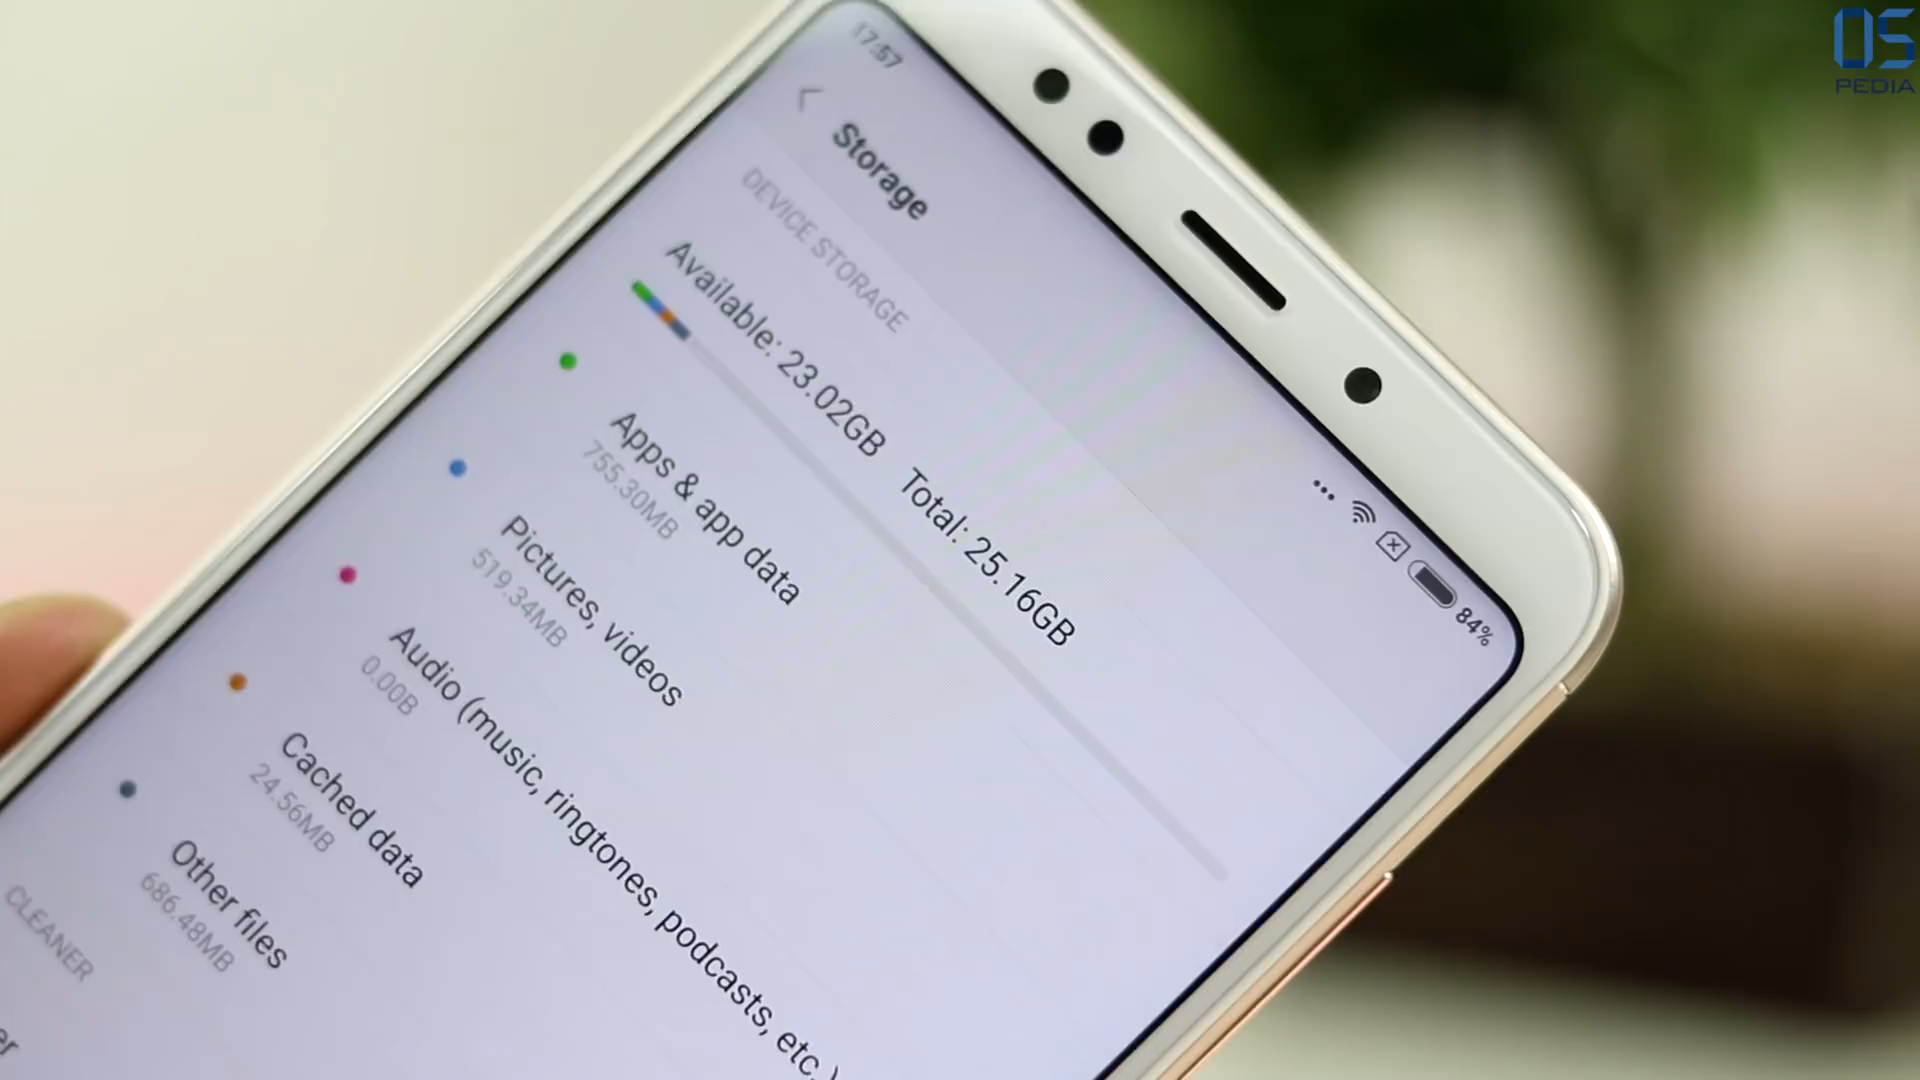 OS
PEDIA
17:57
84%
Storage
DEVICE STORAGE
Available: 23.02GB Total: 25.16GB
Apps & app data
755.30MB
Pictures, videos
519.34MB
Audio (music, ringtones, podcasts, etc.)
0.00B
Cached data
24.56MB
Other files
686.48MB
CLEANER